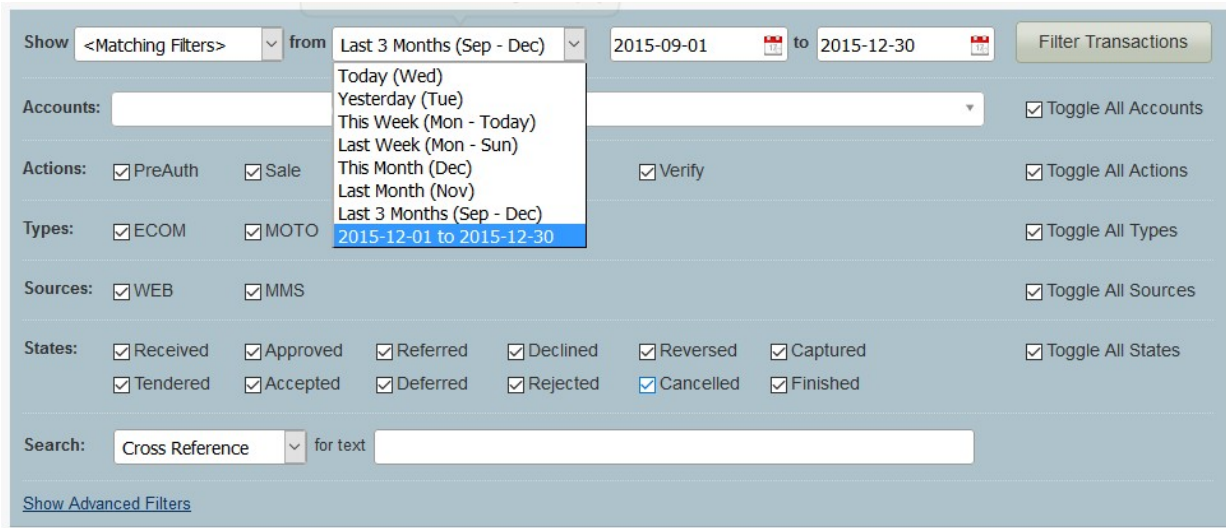 Show <Matching Filters> from Last 3 Months (Sep - Dec) 2015-09-01 to 2015-12-30 Filter Transactions
Today (Wed)
Yesterday (Tue)
This Week (Mon - Today)
Last Week (Mon - Sun)
This Month (Dec)
Last Month (Nov)
Last 3 Months (Sep - Dec)
2015-12-01 to 2015-12-30
Accounts: Toggle All Accounts
Actions: PreAuth Sale Verify Toggle All Actions
Types: ECOM MOTO Toggle All Types
Sources: WEB MMS Toggle All Sources
States: Received Approved Referred Declined Reversed Captured Toggle All States
Tendered Accepted Deferred Rejected Cancelled Finished
Search: Cross Reference for text
Show Advanced Filters